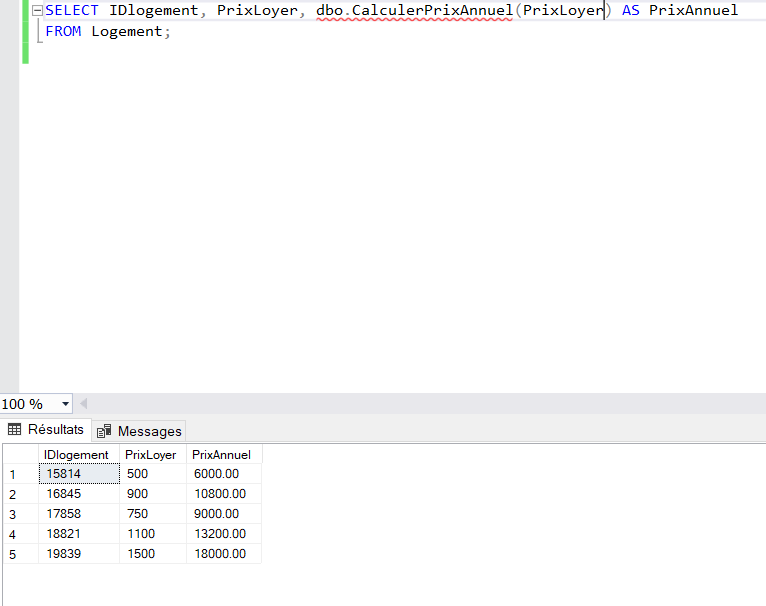 SELECT IDlogement, PrixLoyer, dbo.CalculerPrixAnnuel(PrixLoyer) AS PrixAnnuel
FROM Logement;
100 %
Résultats Messages
IDlogement PrixLoyer PrixAnnuel
1 15814 500 6000.00
2 16845 900 10800.00
3 17858 750 9000.00
4 18821 1100 13200.00
5 19839 1500 18000.00